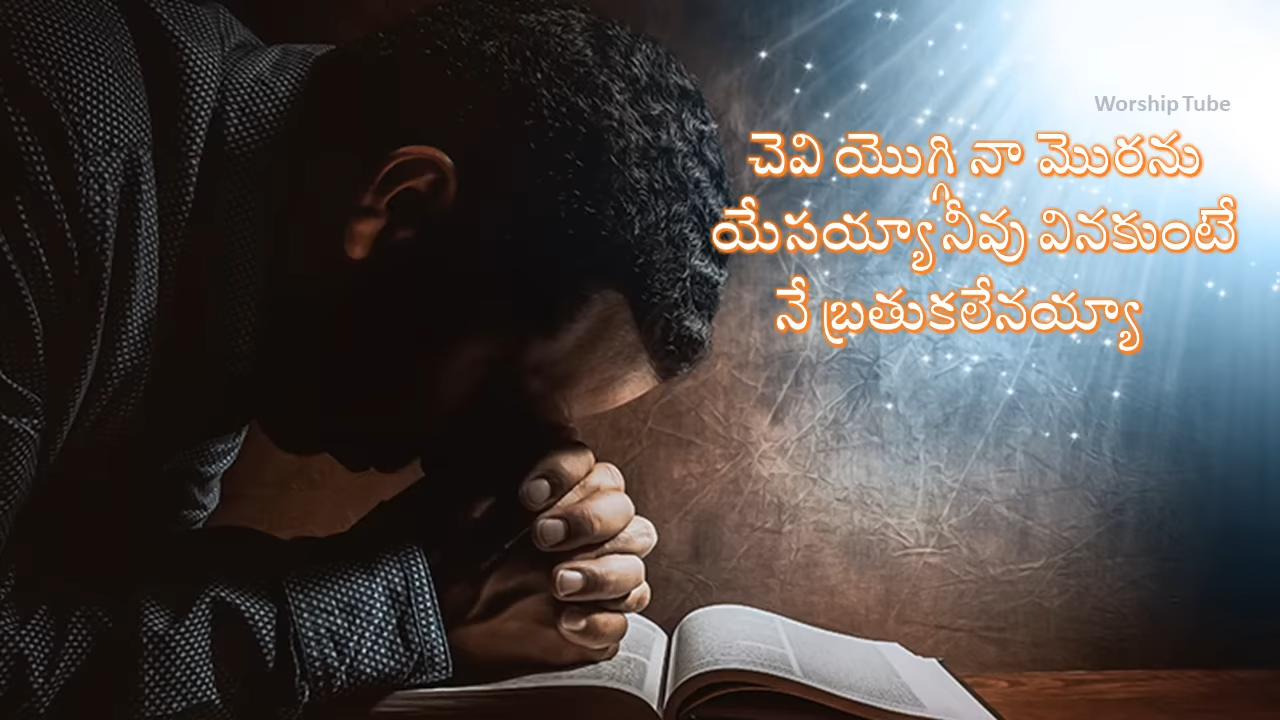 Worship Tube
చెవి యొగ్గి నా మొరను
యేసయ్యా నీవు వినకుంటే
నే బ్రతుకలేనయ్యా